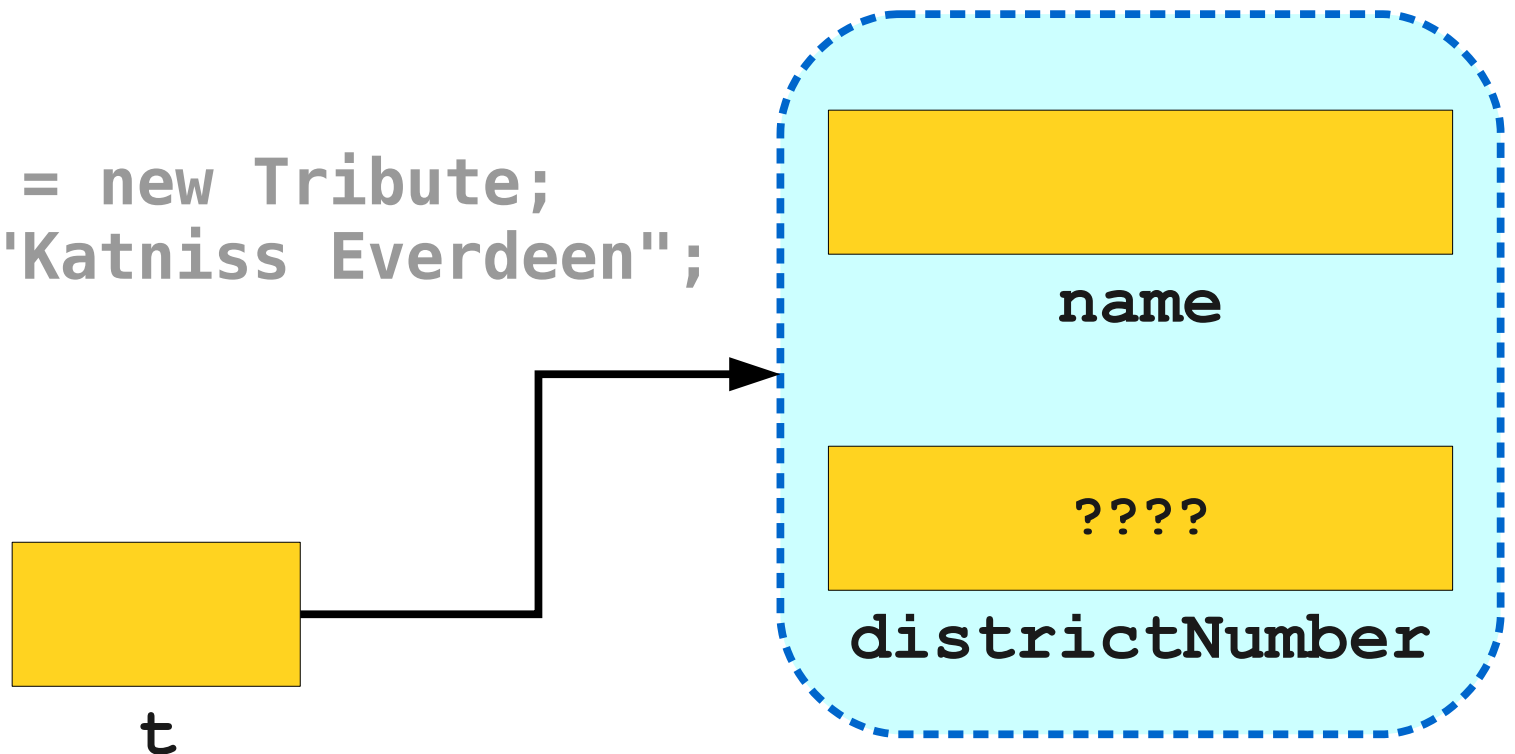 = new Tribute;
"Katniss Everdeen";
name
????
districtNumber
t